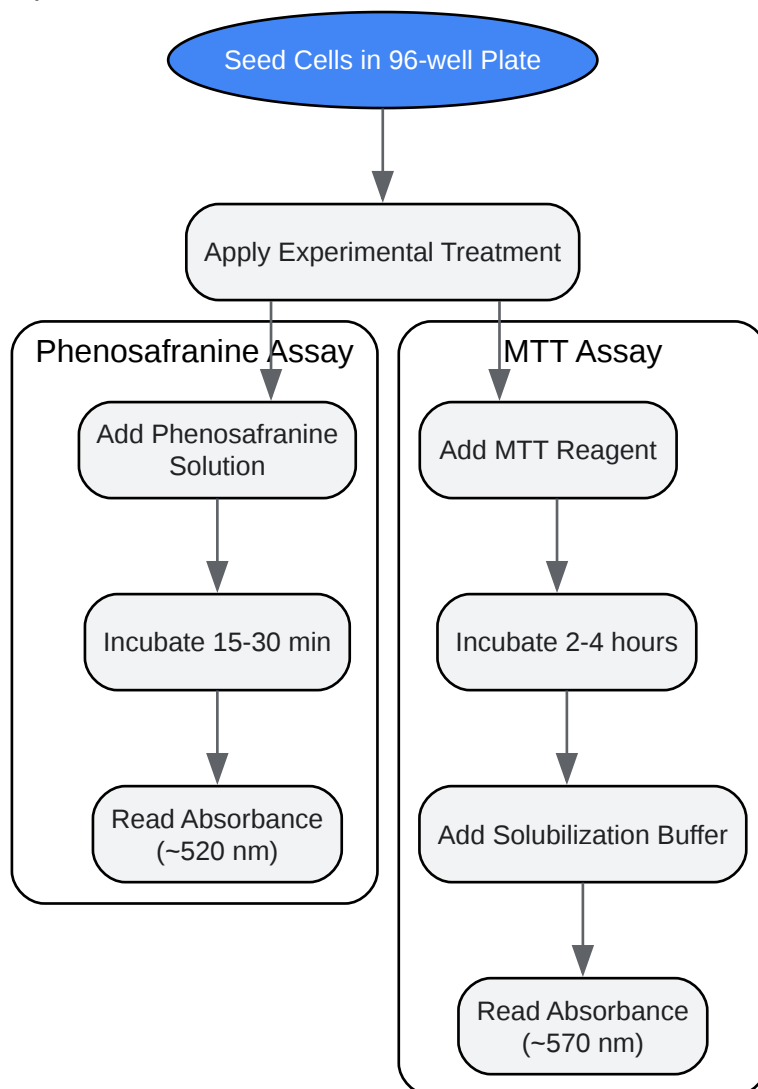 Seed Cells in 96-well Plate
Apply Experimental Treatment
Phenosafranine Assay
Add Phenosafranine
Solution
Incubate 15-30 min
Read Absorbance
(~520 nm)
MTT Assay
Add MTT Reagent
Incubate 2-4 hours
Add Solubilization Buffer
Read Absorbance
(~570 nm)